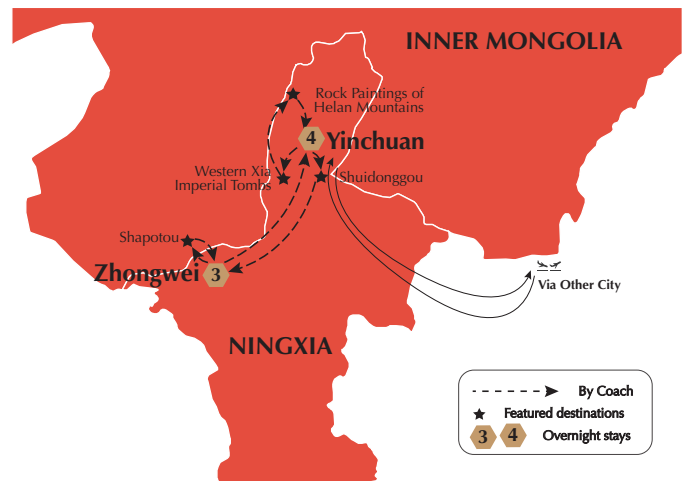 INNER MONGOLIA
Rock Paintings of
Helan Mountains
4
Yinchuan
Western Xia
Imperial Tombs
Shuidonggou
Shapotou
Zhongwei
3
Via Other City
NINGXIA
By Coach
Featured destinations
3 4 Overnight stays